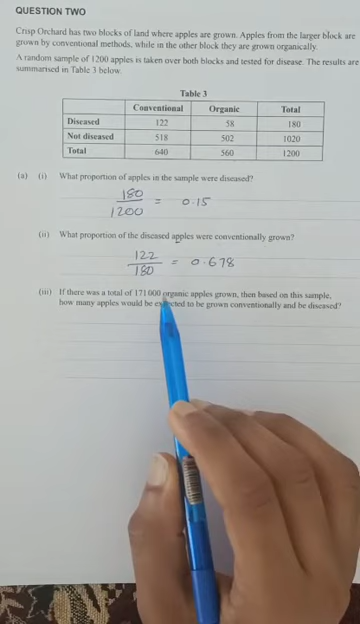 QUESTION TWO
Crisp Orchard has two blocks of land where apples are grown. Apples from the larger block are
grown by conventional methods, while in the other block they are grown organically.
A random sample of 1200 apples is taken over both blocks and tested for disease. The results are
summarised in Table 3 below.
Table 3
Conventional Organic Total
Diseased 122 58 180
Not diseased 518 502 1020
Total 640 560 1200
(a) (i) What proportion of apples in the sample were diseased?
180
1200 = 0.15
(ii) What proportion of the diseased apples were conventionally grown?
122
180 = 0.678
(iii) If there was a total of 171 000 organic apples grown, then based on this sample,
how many apples would be expected to be grown conventionally and be diseased?